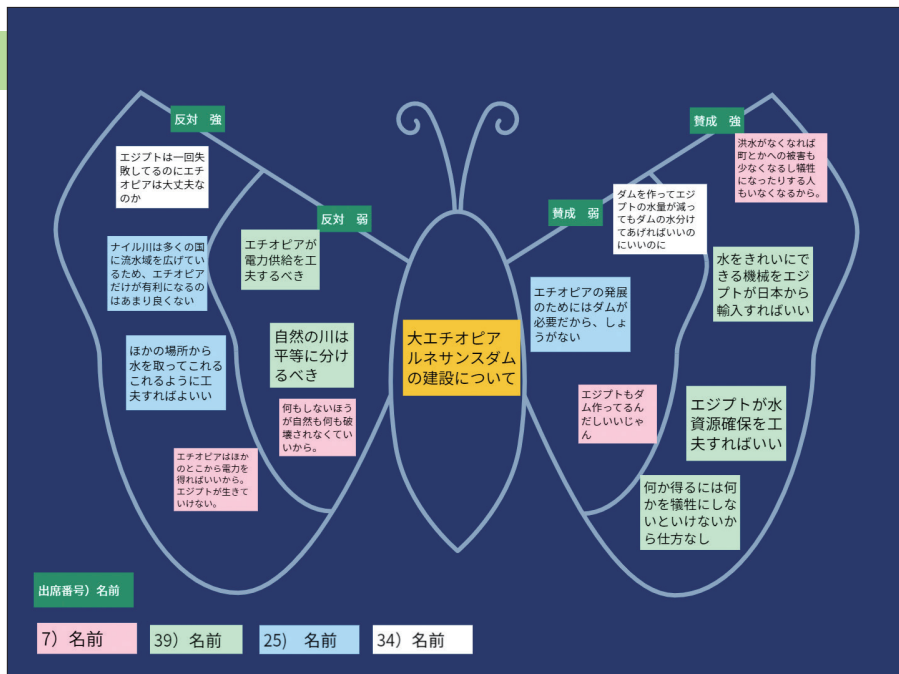 反対　強
エジプトは一回失
敗してるのにエチ
オピアは大丈夫な
のか
ナイル川は多くの国
に流水域を広げてい
るため、エチオピア
だけが有利になるの
はあまり良くない
ほかの場所から
水を取ってこれる
これるように工
夫すればよいい
エチオピアはほか
のとこから電力を
得ればいいから。
エジプトが生きて
いけない。
反対　弱
エチオピアが
電力供給を工
夫するべき
自然の川は
平等に分け
るべき
何もしないほう
が自然も何も破
壊されなくてい
いから。
大エチオピア
ルネサンスダム
の建設について
賛成　弱
エチオピアの発展
のためにはダムが
必要だから、しょ
うがない
エジプトもダ
ム作ってるん
だしいいじゃ
ん
賛成　強
洪水がなくなれば
町とかへの被害も
少なくなるし犠牲
になったりする人
もいなくなるから。
ダムを作ってエジ
プトの水量が減っ
てもダムの水分け
てあげればいいの
にいいのに
水をきれいにで
きる機械をエジ
プトが日本から
輸入すればいい
エジプトが水
資源確保を工
夫すればいい
何か得るには何
かを犠牲にしな
いといけないか
ら仕方なし
出席番号）名前
7）名前
39）名前
25)　名前
34）名前